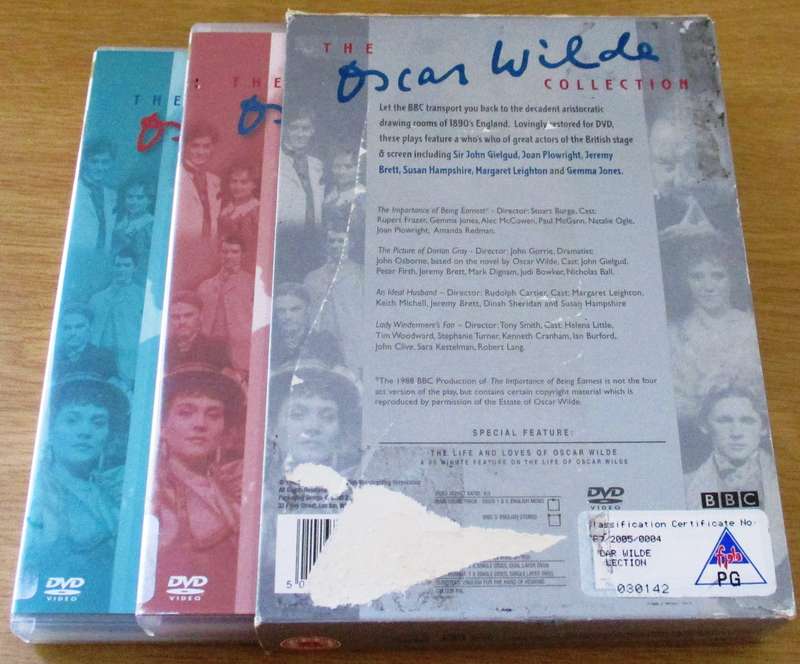 THE
Os
DVD
VIDEO
THE
Os
DVD
VIDEO
THE
Oscar Wilde
COLLECTION
Let the BBC transport you back to the decadent aristocratic
drawing rooms of 1890's England. Lovingly restored for DVD,
these plays feature a who's who of great actors of the British stage
& screen including Sir John Gielgud, Joan Plowright, Jeremy
Brett, Susan Hampshire, Margaret Leighton and Gemma Jones.
The Importance of Being Earnest* - Director: Stuart Burge, Cast:
Rupert Frazer, Gemma Jones, Alec McCowen, Paul McGann, Natalie Ogle,
Joan Plowright, Amanda Redman.
The Picture of Dorian Gray - Director: John Gorrie, Dramatist:
John Osborne, based on the novel by Oscar Wilde. Cast: John Gielgud,
Peter Firth, Jeremy Brett, Mark Dignam, Judi Bowker, Nicholas Ball.
An Ideal Husband – Director: Rudolph Cartier, Cast: Margaret Leighton,
Keith Michell, Jeremy Brett, Dinah Sheridan and Susan Hampshire
Lady Windermere's Fan – Director: Tony Smith, Cast: Helena Little,
Tim Woodward, Stephanie Turner, Kenneth Cranham, Ian Burford,
John Clive, Sara Kestelman, Robert Lang.
*The 1988 BBC Production of The Importance of Being Earnest is not the four
act version of the play, but contains certain copyright material which is
reproduced by permission of the Estate of Oscar Wilde.
SPECIAL FEATURE:
THE LIFE AND LOVES OF OSCAR WILDE
MINUTE FEATURE ON THE LIFE OF OSCAR WILDE
All Rights Reserved
DVD
VIDEO
BBC
lassification Certificate No.
2005/0004
CAR WILDE
LECTION
030142
fpb
PG
5 0